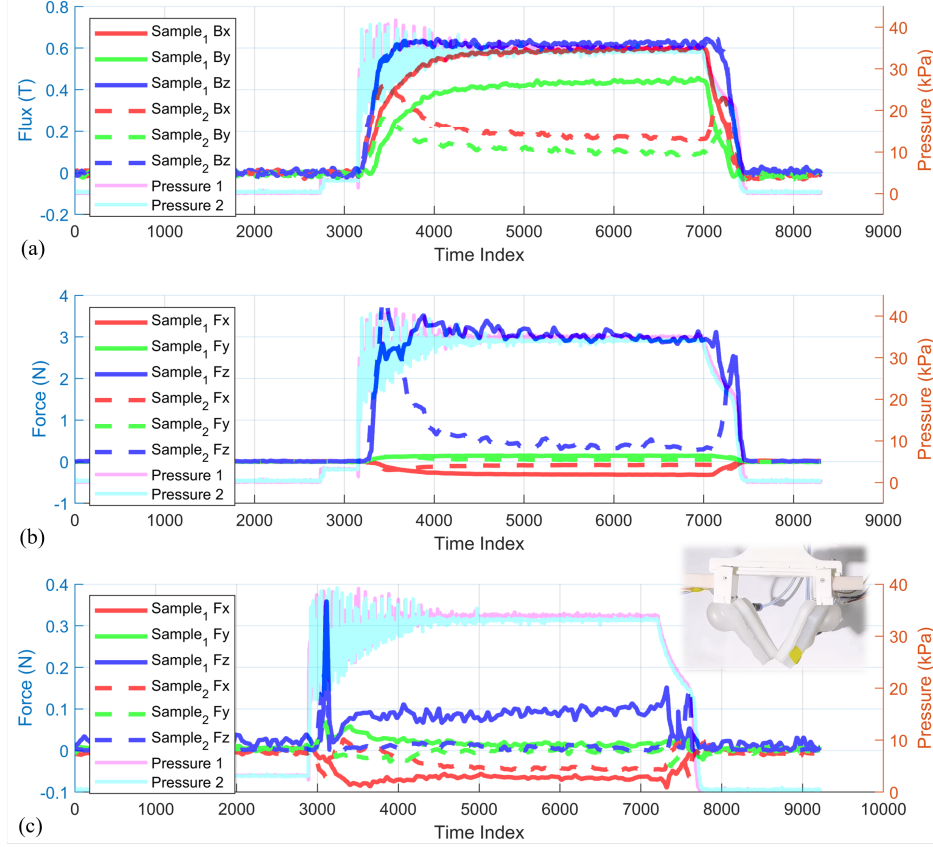 0.8
0.6
0.4
0.2
0
-0.2
Flux (T)
Sample1 Bx
Sample1 By
Sample1 Bz
Sample2 Bx
Sample2 By
Sample2 Bz
Pressure 1
Pressure 2
40
30
20
10
0
Pressure (kPa)
0 1000 2000 3000 4000 5000 6000 7000 8000 9000
Time Index
(a)
4
3
2
1
0
-1
Force (N)
Sample1 Fx
Sample1 Fy
Sample1 Fz
Sample2 Fx
Sample2 Fy
Sample2 Fz
Pressure 1
Pressure 2
40
30
20
10
0
Pressure (kPa)
0 1000 2000 3000 4000 5000 6000 7000 8000 9000
Time Index
(b)
0.4
0.3
0.2
0.1
0
-0.1
Force (N)
Sample1 Fx
Sample1 Fy
Sample1 Fz
Sample2 Fx
Sample2 Fy
Sample2 Fz
Pressure 1
Pressure 2
40
30
20
10
0
Pressure (kPa)
0 1000 2000 3000 4000 5000 6000 7000 8000 9000 10000
Time Index
(c)